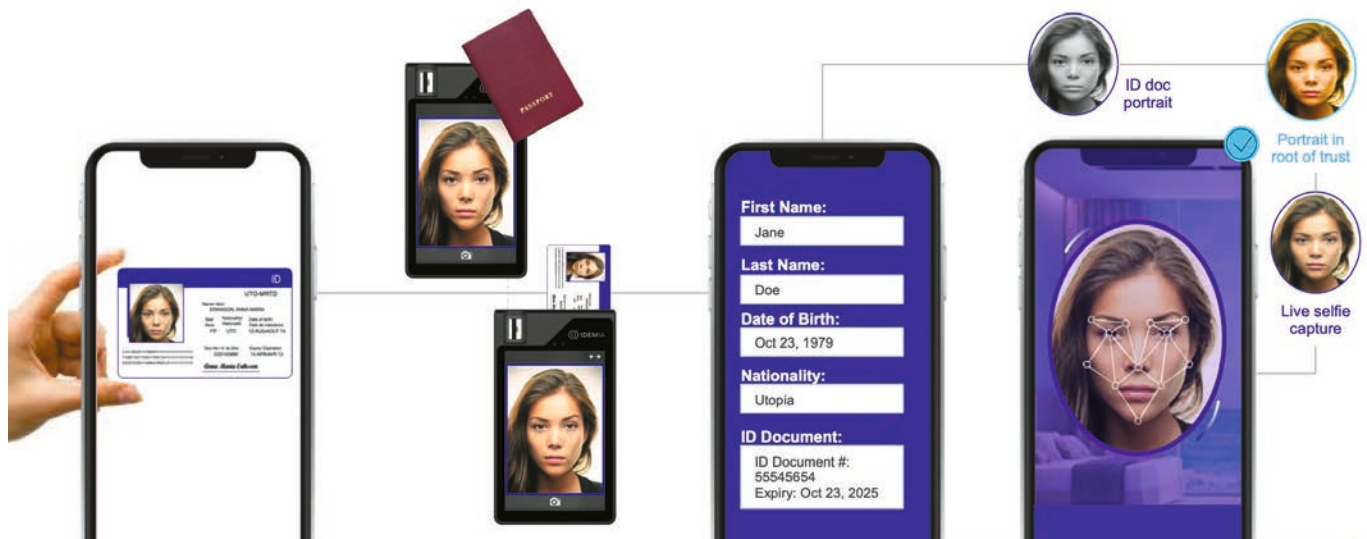 ID
UTO-MRTD
PASSPORT
IDEMIA
First Name:
Jane
Last Name:
Doe
Date of Birth:
Oct 23, 1979
Nationality:
Utopia
ID Document:
ID Document #:
55545654
Expiry: Oct 23, 2025
ID doc
portrait
Portrait in
root of trust
Live selfie
capture